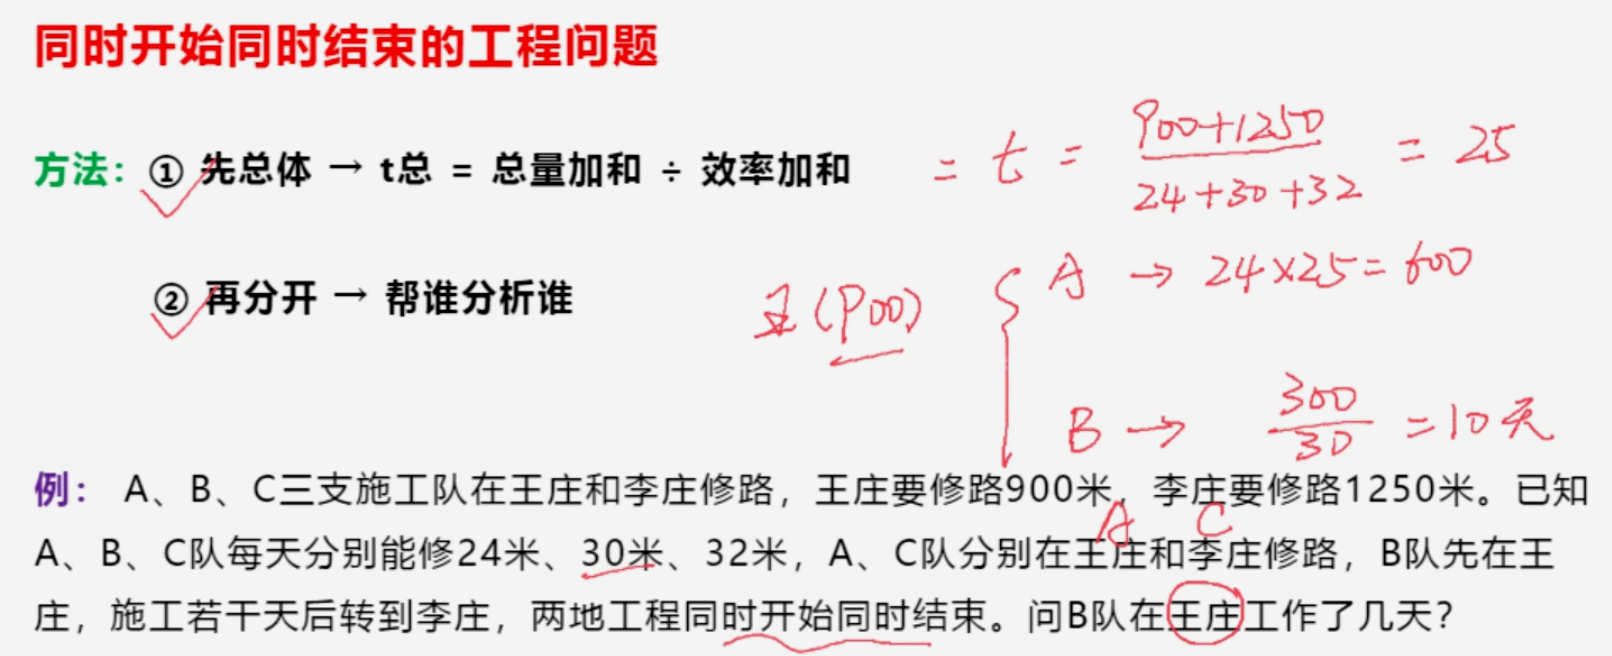 同时开始同时结束的工程问题
方法：① 先总体 → t总 = 总量加和 ÷ 效率加和
= t = 900+1250 / 24+30+32 = 25
② 再分开 → 帮谁分析谁
王(900)
A → 24×25=600
B → 300/30 =10天
例： A、B、C三支施工队在王庄和李庄修路，王庄要修路900米，李庄要修路1250米。已知
A C
A、B、C队每天分别能修24米、30米、32米，A、C队分别在王庄和李庄修路，B队先在王
庄，施工若干天后转到李庄，两地工程同时开始同时结束。问B队在王庄工作了几天？